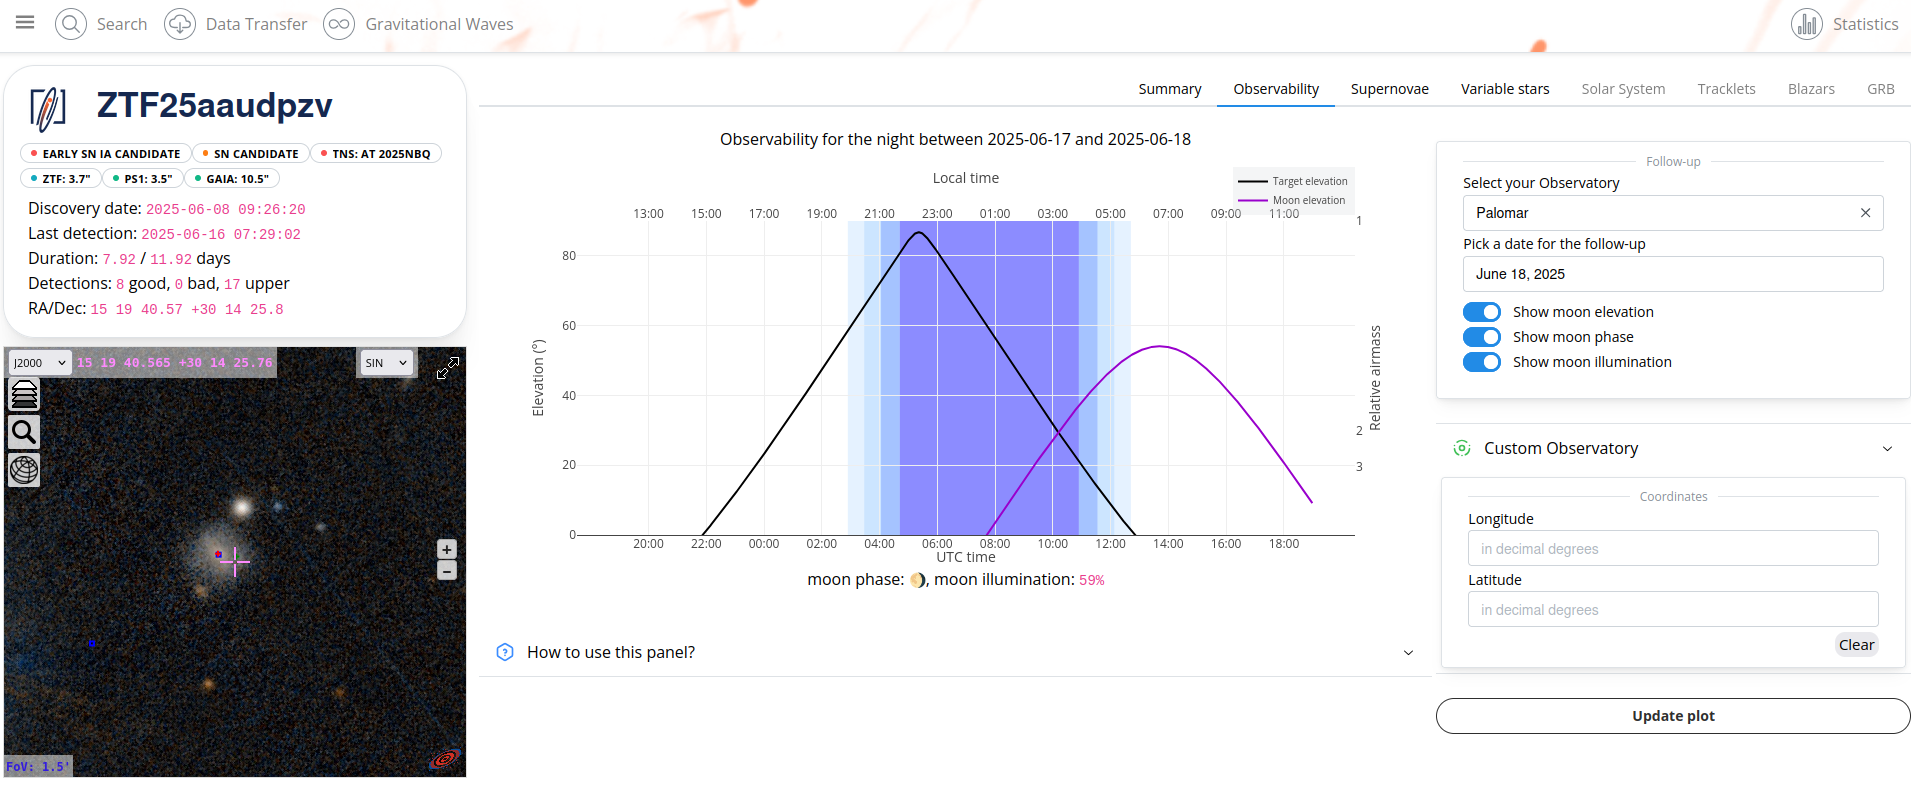 Search
Data Transfer
Gravitational Waves
Statistics
ZTF25aaudpzv
EARLY SN IA CANDIDATE
SN CANDIDATE
TNS: AT 2025NBQ
ZTF: 3.7"
PS1: 3.5"
GAIA: 10.5"
Discovery date: 2025-06-08 09:26:20
Last detection: 2025-06-16 07:29:02
Duration: 7.92 / 11.92 days
Detections: 8 good, 0 bad, 17 upper
RA/Dec: 15 19 40.57 +30 14 25.8
J2000
15 19 40.565 +30 14 25.76
SIN
+
−
FoV: 1.5'
Summary
Observability
Supernovae
Variable stars
Solar System
Tracklets
Blazars
GRB
Observability for the night between 2025-06-17 and 2025-06-18
Local time
Target elevation
Moon elevation
13:00 15:00 17:00 19:00 21:00 23:00 01:00 03:00 05:00 07:00 09:00 11:00
1
80
60
40
20
0
Elevation (°)
2
3
Relative airmass
20:00 22:00 00:00 02:00 04:00 06:00 08:00 10:00 12:00 14:00 16:00 18:00
UTC time
moon phase: 🌖, moon illumination: 59%
How to use this panel?
Follow-up
Select your Observatory
Palomar
Pick a date for the follow-up
June 18, 2025
Show moon elevation
Show moon phase
Show moon illumination
Custom Observatory
Coordinates
Longitude
in decimal degrees
Latitude
in decimal degrees
Clear
Update plot